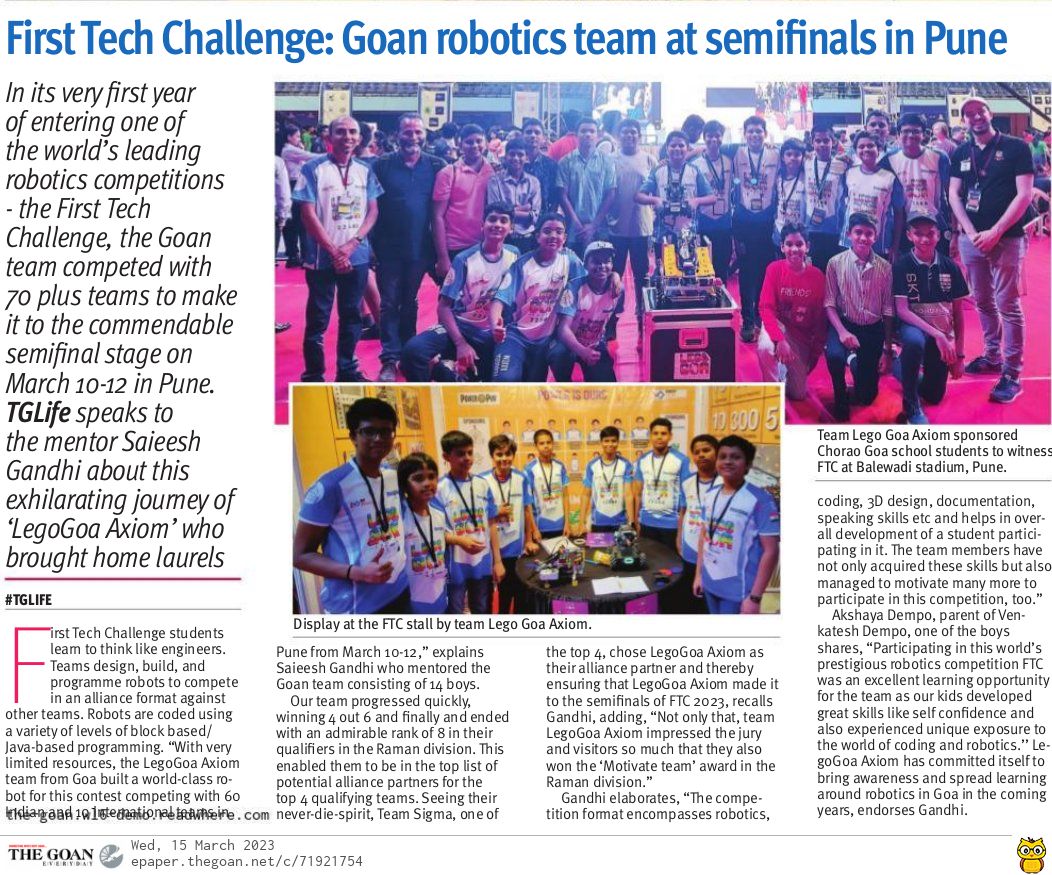 First Tech Challenge: Goan robotics team at semifinals in Pune
In its very first year
of entering one of
the world's leading
robotics competitions
- the First Tech
Challenge, the Goan
team competed with
70 plus teams to make
it to the commendable
semifinal stage on
March 10-12 in Pune.
TGLife speaks to
the mentor Saieesh
Gandhi about this
exhilarating journey of
'LegoGoa Axiom' who
brought home laurels
#TGLIFE
First Tech Challenge students
learn to think like engineers.
Teams design, build, and
programme robots to compete
in an alliance format against
other teams. Robots are coded using
a variety of levels of block based/
Java-based programming. "With very
limited resources, the LegoGoa Axiom
team from Goa built a world-class ro-
bot for this contest competing with 60
Indian and 10 International teams in
the-goan.w16-demo.readwhere.com
POWER IS OURS
FRIENDS
LEGO
GOA
Display at the FTC stall by team Lego Goa Axiom.
Pune from March 10-12," explains
Saieesh Gandhi who mentored the
Goan team consisting of 14 boys.
Our team progressed quickly,
winning 4 out 6 and finally and ended
with an admirable rank of 8 in their
qualifiers in the Raman division. This
enabled them to be in the top list of
potential alliance partners for the
top 4 qualifying teams. Seeing their
never-die-spirit, Team Sigma, one of
the top 4, chose LegoGoa Axiom as
their alliance partner and thereby
ensuring that LegoGoa Axiom made it
to the semifinals of FTC 2023, recalls
Gandhi, adding, "Not only that, team
LegoGoa Axiom impressed the jury
and visitors so much that they also
won the 'Motivate team' award in the
Raman division."
Gandhi elaborates, "The compe-
tition format encompasses robotics,
Team Lego Goa Axiom sponsored
Chorao Goa school students to witness
FTC at Balewadi stadium, Pune.
coding, 3D design, documentation,
speaking skills etc and helps in over-
all development of a student partici-
pating in it. The team members have
not only acquired these skills but also
managed to motivate many more to
participate in this competition, too."
Akshaya Dempo, parent of Ven-
katesh Dempo, one of the boys
shares, "Participating in this world's
prestigious robotics competition FTC
was an excellent learning opportunity
for the team as our kids developed
great skills like self confidence and
also experienced unique exposure to
the world of coding and robotics.'' Le-
goGoa Axiom has committed itself to
bring awareness and spread learning
around robotics in Goa in the coming
years, endorses Gandhi.
THE GOAN
EVERYDAY
Wed, 15 March 2023
epaper.thegoan.net/c/71921754